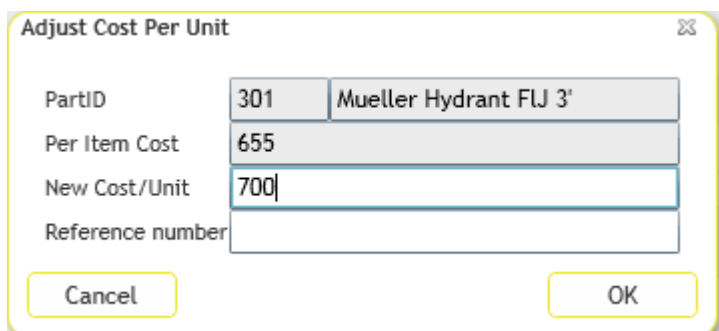 Adjust Cost Per Unit
PartID 301 Mueller Hydrant FlJ 3'
Per Item Cost 655
New Cost/Unit 700
Reference number
Cancel OK